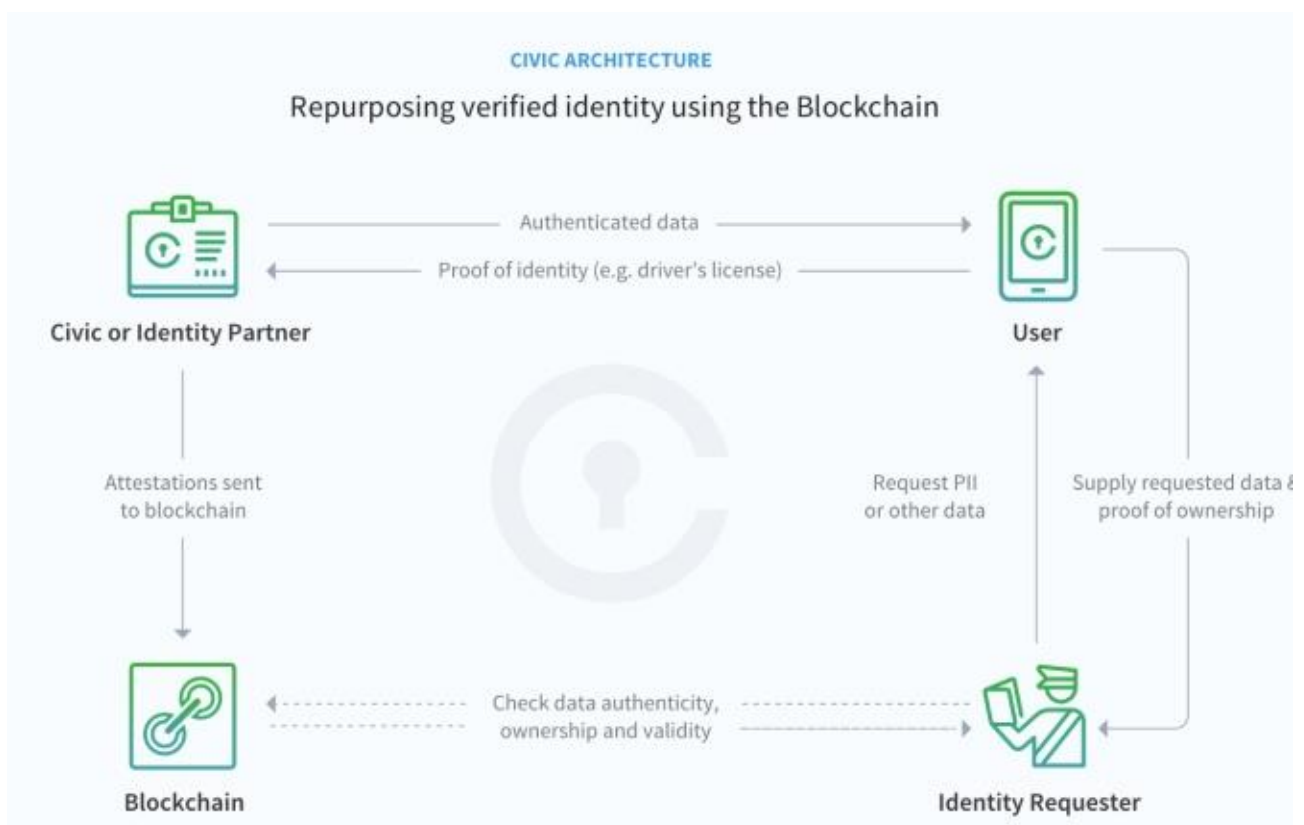 CIVIC ARCHITECTURE
Repurposing verified identity using the Blockchain
Authenticated data
Proof of identity (e.g. driver's license)
Civic or Identity Partner
User
Attestations sent
to blockchain
Request PII
or other data
Supply requested data &
proof of ownership
Check data authenticity,
ownership and validity
Blockchain
Identity Requester